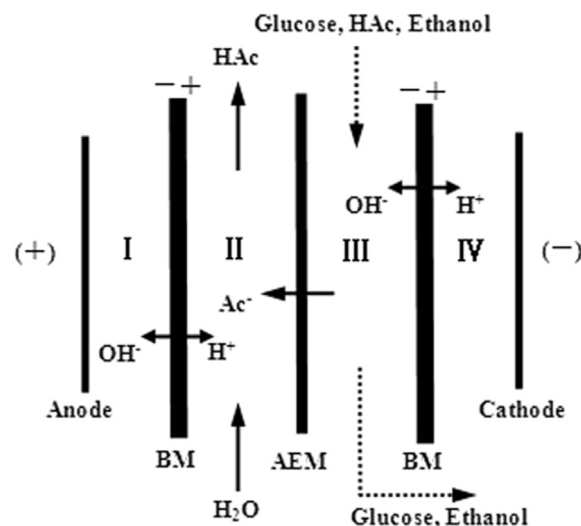 Glucose, HAc, Ethanol
HAc
－+
－+
OH⁻ H⁺
(+) I II III IV (−)
Ac⁻
OH⁻ H⁺
Anode Cathode
BM AEM BM
H₂O
Glucose, Ethanol